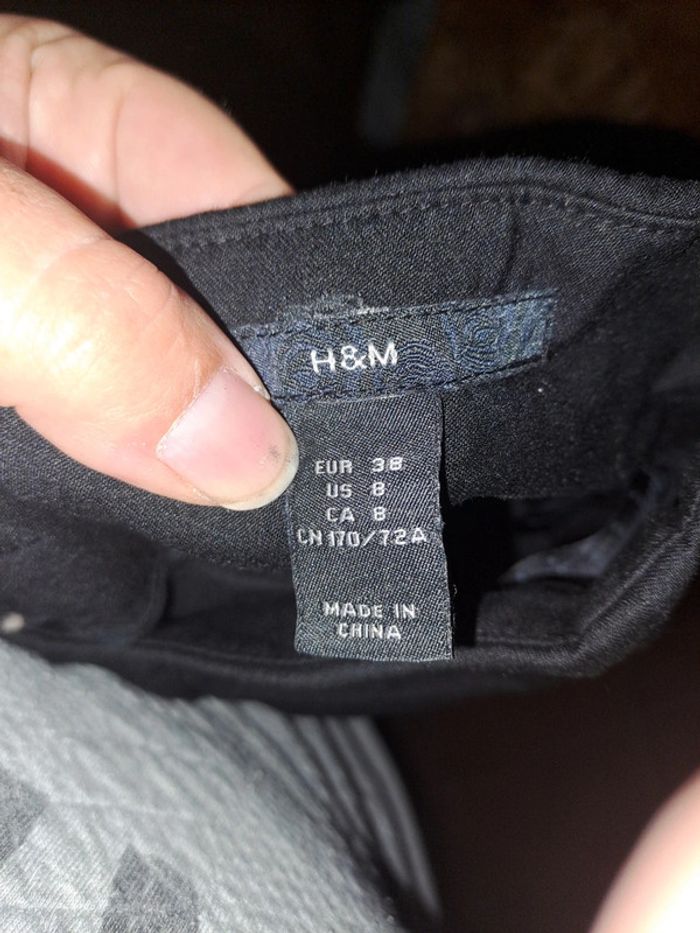 H&M
EUR 38
US 8
CA 8
CN 170/72A
MADE IN
CHINA